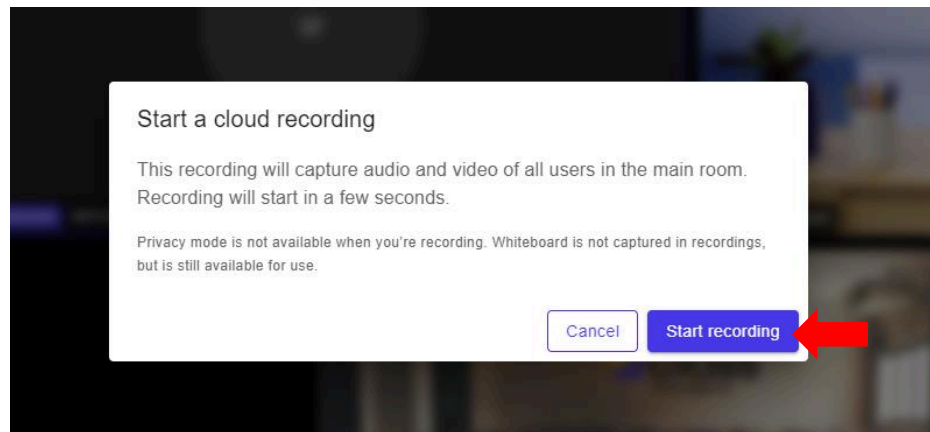 Start a cloud recording
This recording will capture audio and video of all users in the main room.
Recording will start in a few seconds.
Privacy mode is not available when you're recording. Whiteboard is not captured in recordings,
but is still available for use.
Cancel
Start recording